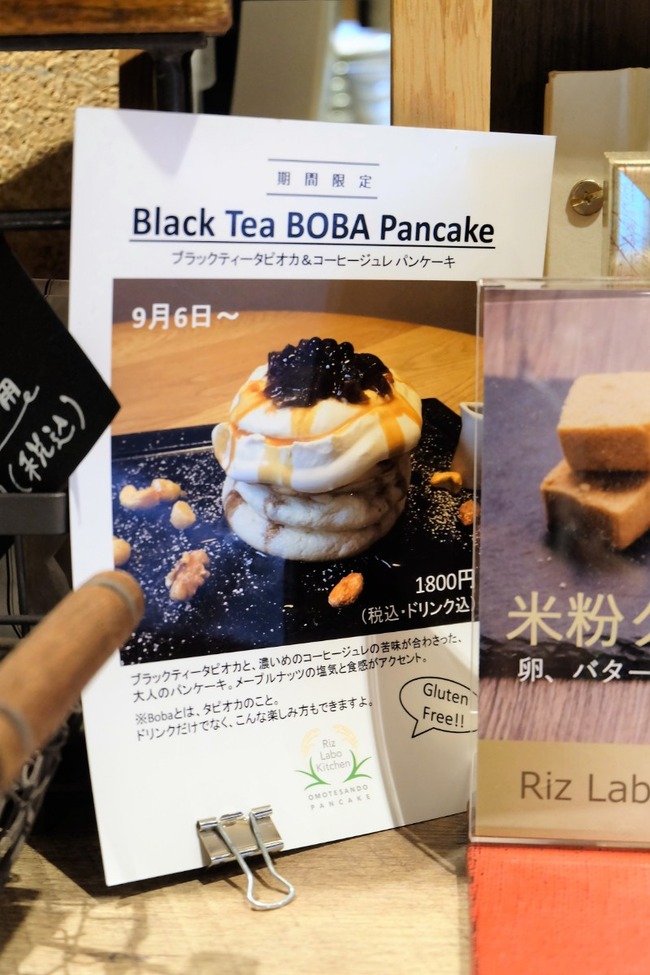 期間限定
Black Tea BOBA Pancake
ブラックティータピオカ＆コーヒージュレ パンケーキ
9月6日～
1800円
（税込・ドリンク込）
ブラックティータピオカと、濃いめのコーヒージュレの苦味が合わさった、
大人のパンケーキ。メープルナッツの塩気と食感がアクセント。
※Bobaとは、タピオカのこと。
ドリンクだけでなく、こんな楽しみ方もできますよ。
Gluten
Free!!
Riz
Labo
Kitchen
OMOTESANDO
PANCAKE
用
(税込)
米粉ク
卵、バター
Riz Lab